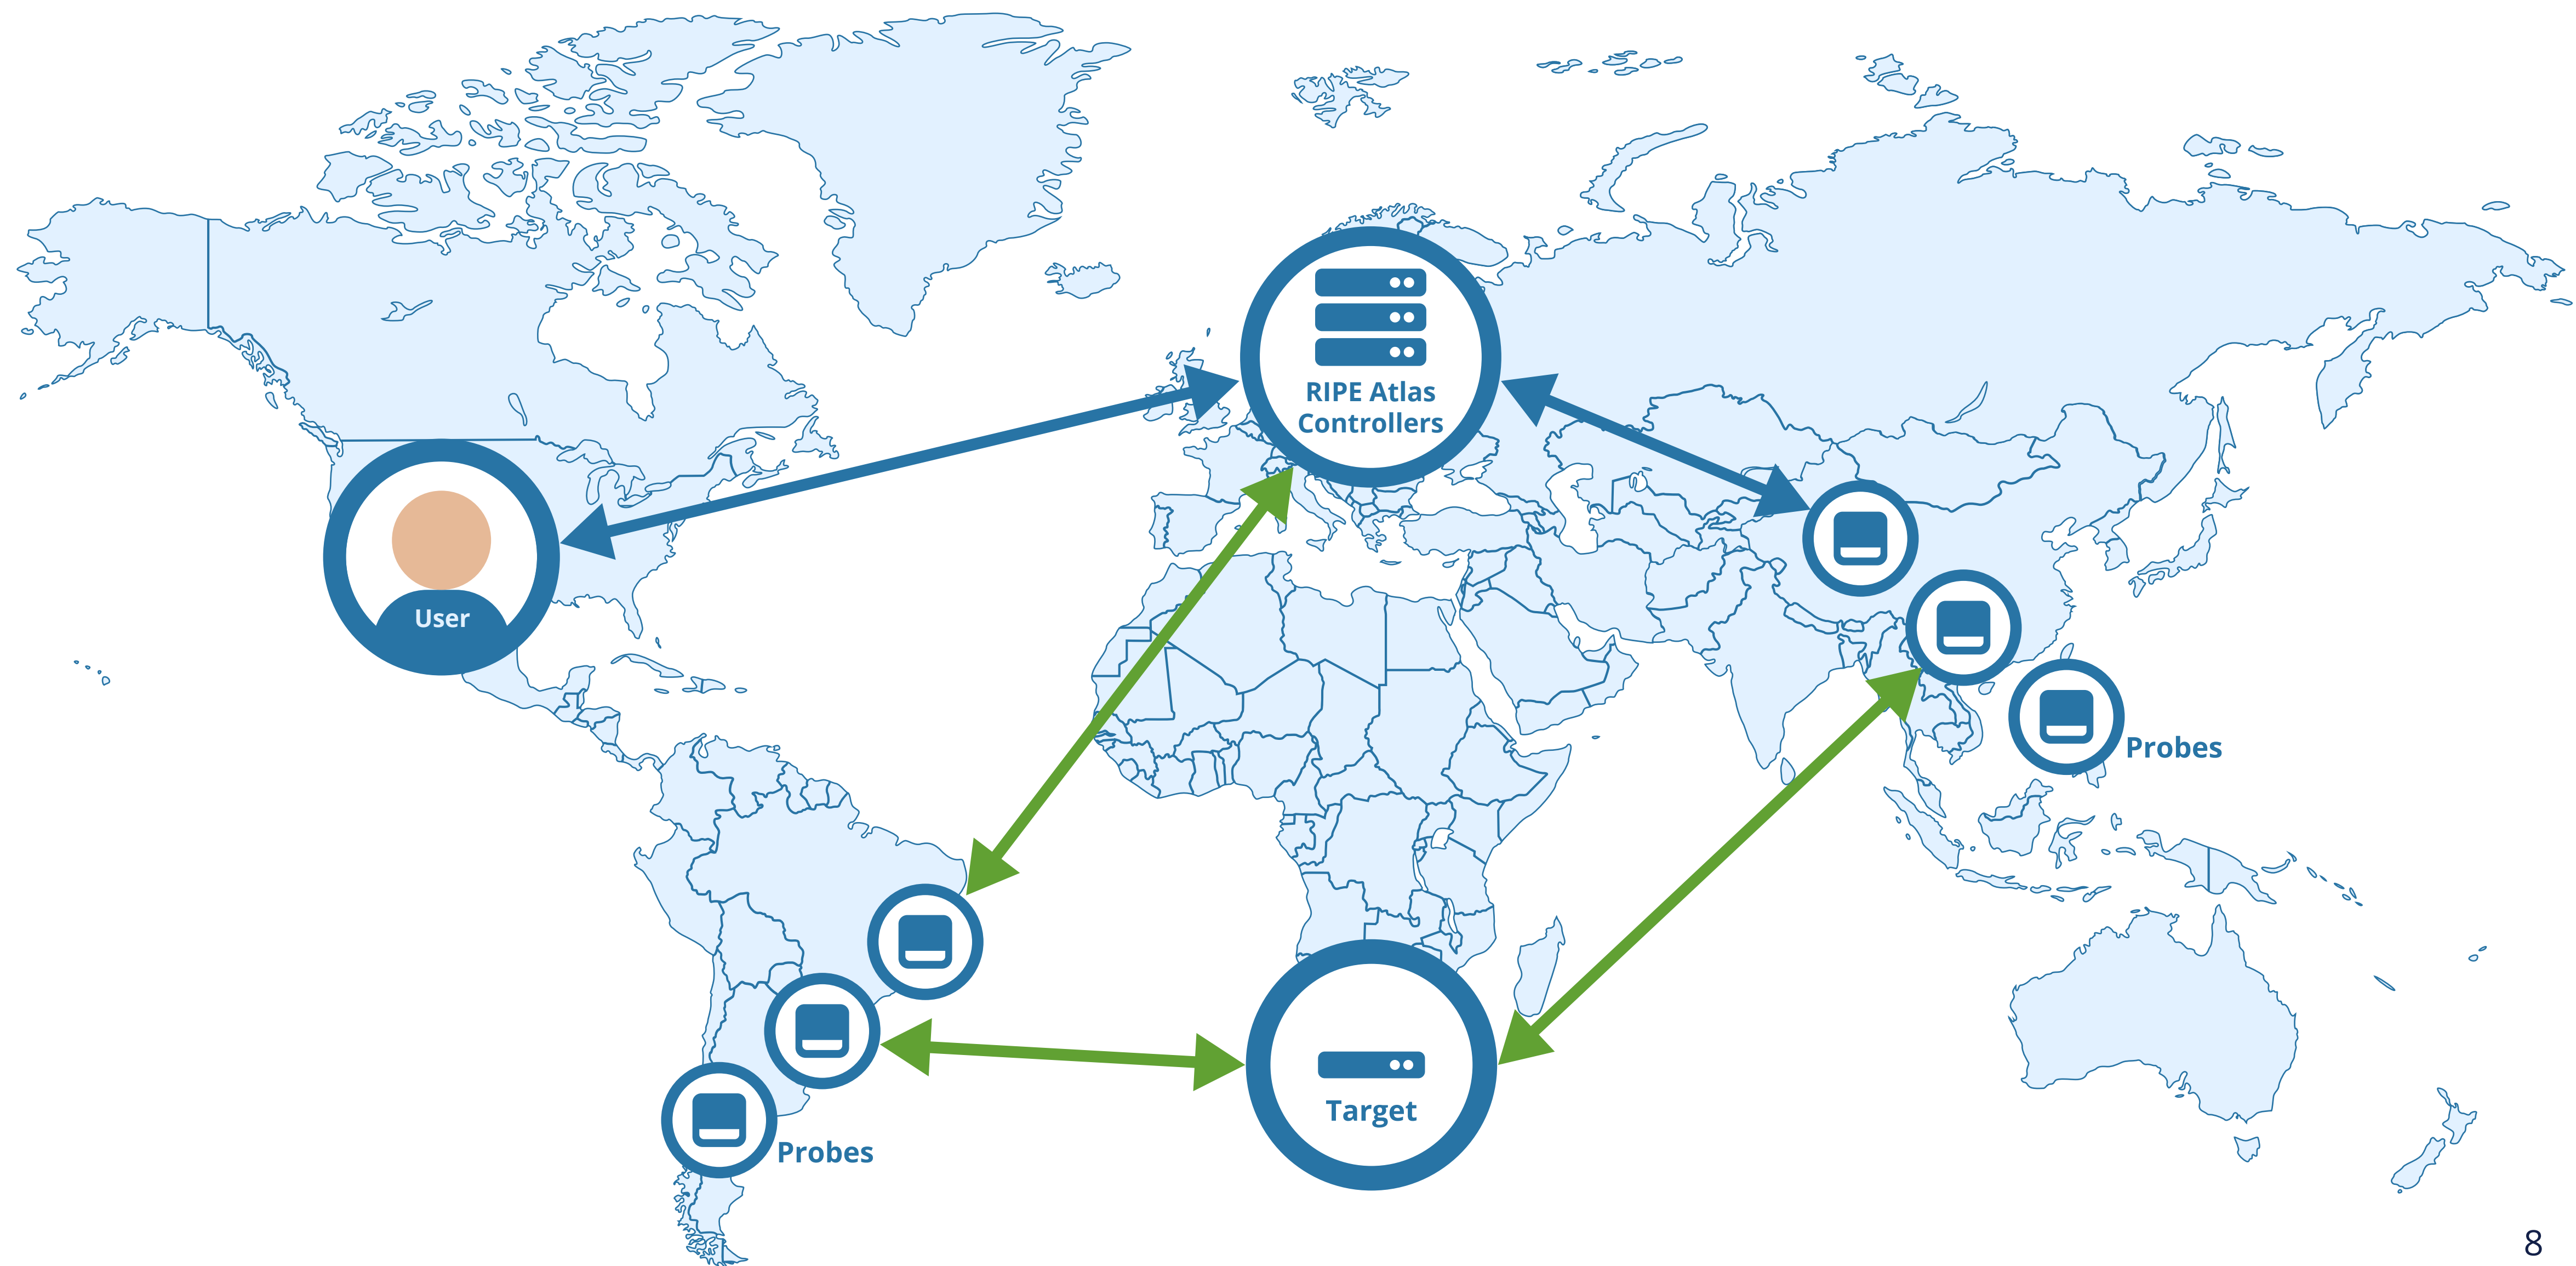 RIPE Atlas
Controllers
User
Probes
Target
Probes
8